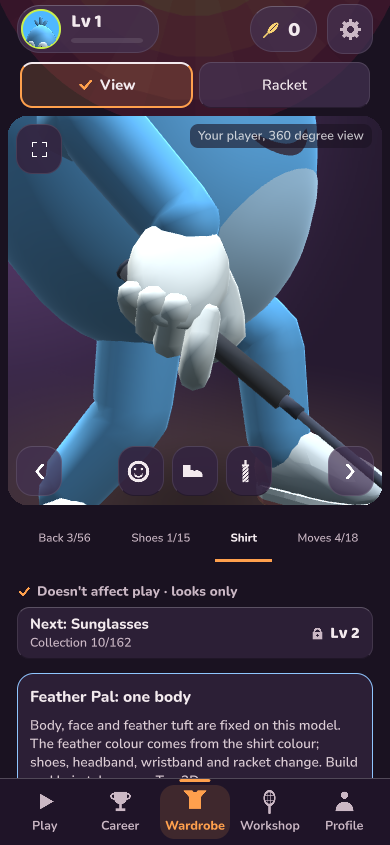 Lv 1
0
View
Racket
Your player, 360 degree view
Back 3/56
Shoes 1/15
Shirt
Moves 4/18
Doesn't affect play · looks only
Next: Sunglasses
Collection 10/162
Lv 2
Feather Pal: one body
Body, face and feather tuft are fixed on this model.
The feather colour comes from the shirt colour;
shoes, headband, wristband and racket change. Build
Play
Career
Wardrobe
Workshop
Profile